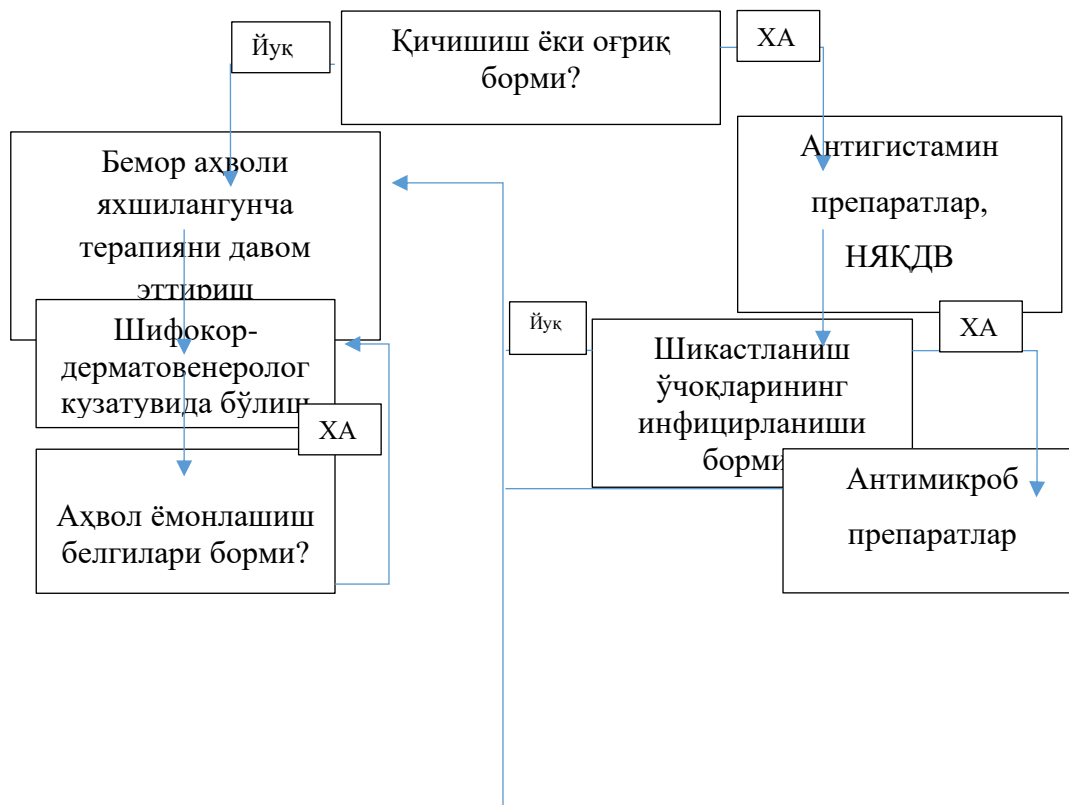 Йуқ
Қичишиш ёки оғриқ
борми?
ХА
Бемор аҳволи
яхшилангунча
терапияни давом
эттириш
Антигистамин
препаратлар,
НЯҚДВ
Шифокор-
дерматовенеролог
кузатувида бўлиш
ХА
Йуқ
Шикастланиш
ўчоқларининг
инфицирланиши
борми
ХА
Аҳвол ёмонлашиш
белгилари борми?
Антимикроб
препаратлар